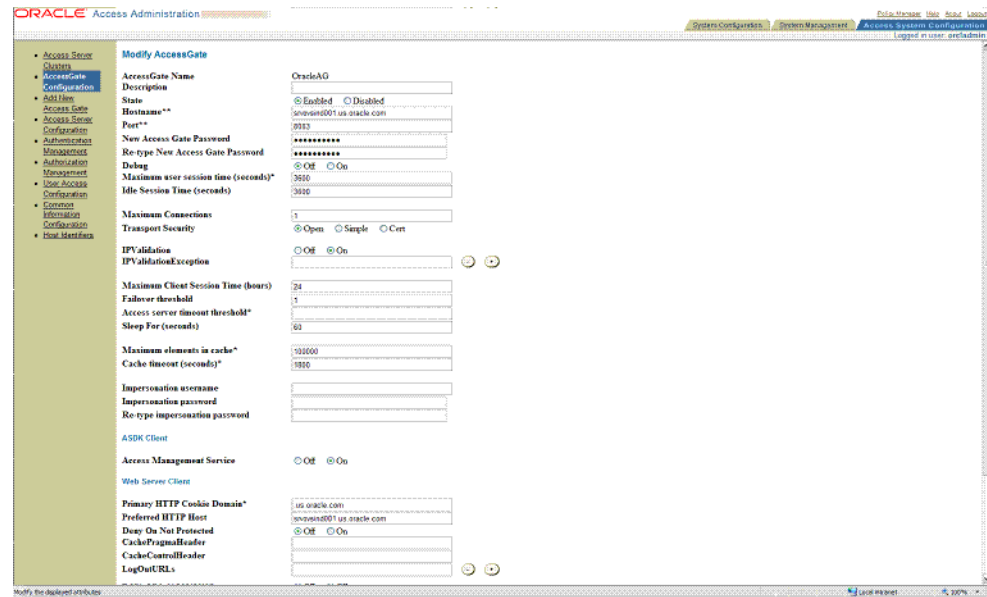 ORACLE Access Administration
Policy Manager Help About Logout
System Configuration System Management Access System Configuration
Logged in user: orcladmin
Access Server Clusters
AccessGate Configuration
Add New Access Gate
Access Server Configuration
Authentication Management
Authorization Management
User Access Configuration
Common Information Configuration
Host Identifiers
Modify AccessGate
AccessGate Name OracleAG
Description
State Enabled Disabled
Hostname** .us.oracle.com
Port**
New Access Gate Password ••••••••••
Re-type New Access Gate Password ••••••••••
Debug Off On
Maximum user session time (seconds)* 3600
Idle Session Time (seconds) 3600
Maximum Connections 1
Transport Security Open Simple Cert
IPValidation Off On
IPValidationException
Maximum Client Session Time (hours) 24
Failover threshold 1
Access server timeout threshold*
Sleep For (seconds) 60
Maximum elements in cache* 100000
Cache timeout (seconds)* 1800
Impersonation username
Impersonation password
Re-type impersonation password
ASDK Client
Access Management Service Off On
Web Server Client
Primary HTTP Cookie Domain* .us.oracle.com
Preferred HTTP Host .us.oracle.com
Deny On Not Protected Off On
CachePragmaHeader
CacheControlHeader
LogOutURLs
Modify the displayed attributes
Local intranet 100%